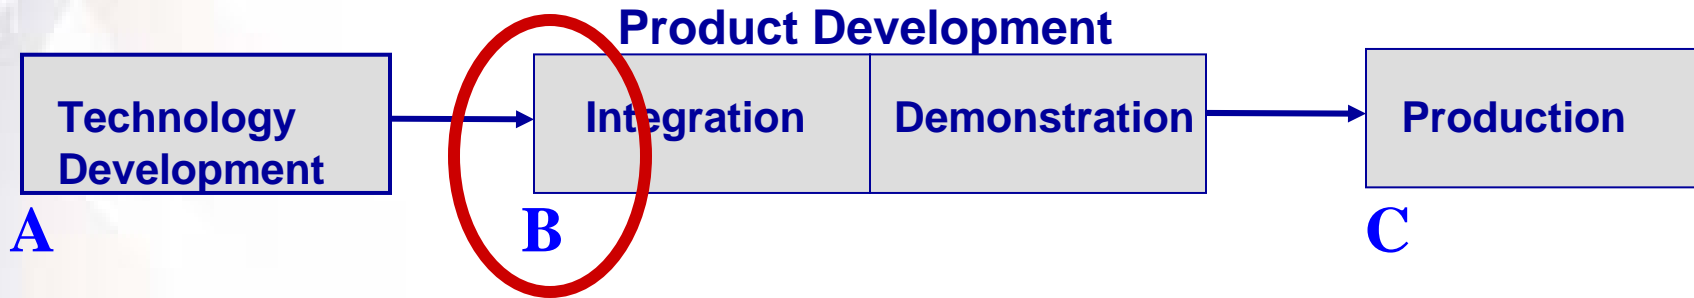 Product Development
Technology
Development
Integration
Demonstration
Production
A
B
C